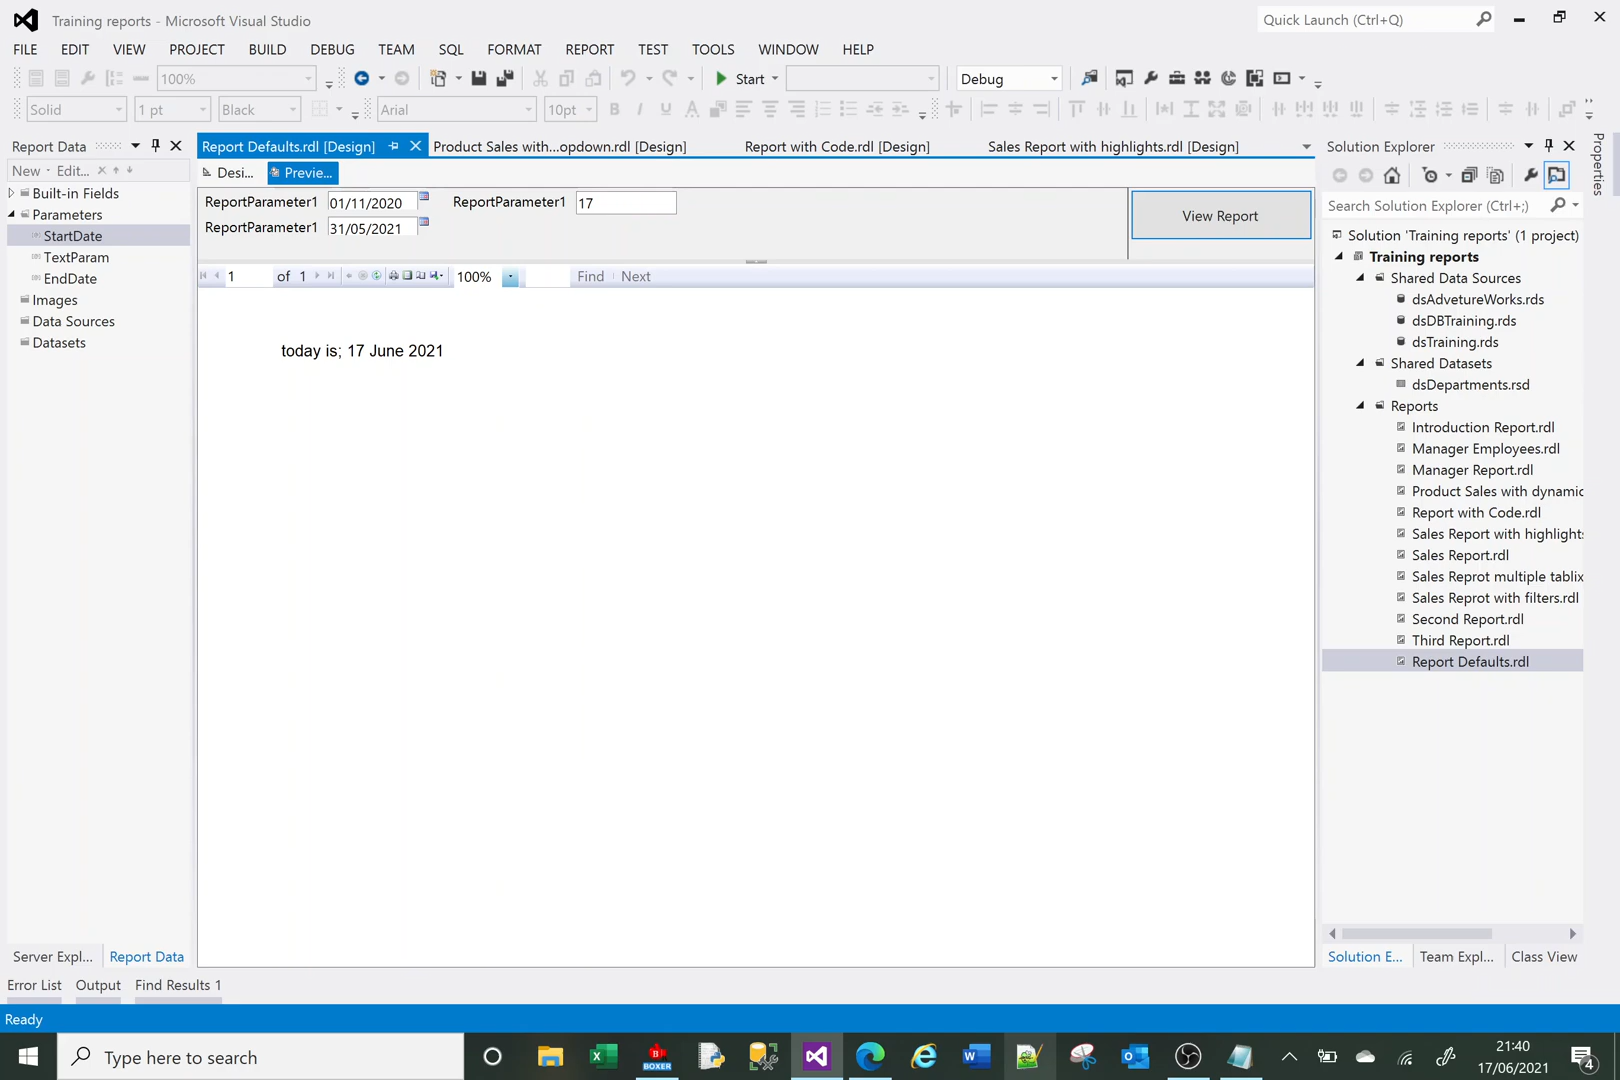 Training reports - Microsoft Visual Studio
Quick Launch (Ctrl+Q)
FILE EDIT VIEW PROJECT BUILD DEBUG TEAM SQL FORMAT REPORT TEST TOOLS WINDOW HELP
100% Start Debug
Solid 1 pt Black Arial 10pt B I U A
Report Data
New Edit...
Built-in Fields
Parameters
StartDate
TextParam
EndDate
Images
Data Sources
Datasets
Server Expl... Report Data
Report Defaults.rdl [Design] Product Sales with...opdown.rdl [Design] Report with Code.rdl [Design] Sales Report with highlights.rdl [Design]
Desi... Previe...
ReportParameter1 01/11/2020 ReportParameter1 17
ReportParameter1 31/05/2021
View Report
1 of 1 100% Find Next
today is; 17 June 2021
Solution Explorer
Search Solution Explorer (Ctrl+;)
Solution 'Training reports' (1 project)
Training reports
Shared Data Sources
dsAdvetureWorks.rds
dsDBTraining.rds
dsTraining.rds
Shared Datasets
dsDepartments.rsd
Reports
Introduction Report.rdl
Manager Employees.rdl
Manager Report.rdl
Product Sales with dynamic
Report with Code.rdl
Sales Report with highlights
Sales Report.rdl
Sales Reprot multiple tablix
Sales Reprot with filters.rdl
Second Report.rdl
Third Report.rdl
Report Defaults.rdl
Solution E... Team Expl... Class View
Properties
Error List Output Find Results 1
Ready
Type here to search
BOXER
21:40
17/06/2021
4